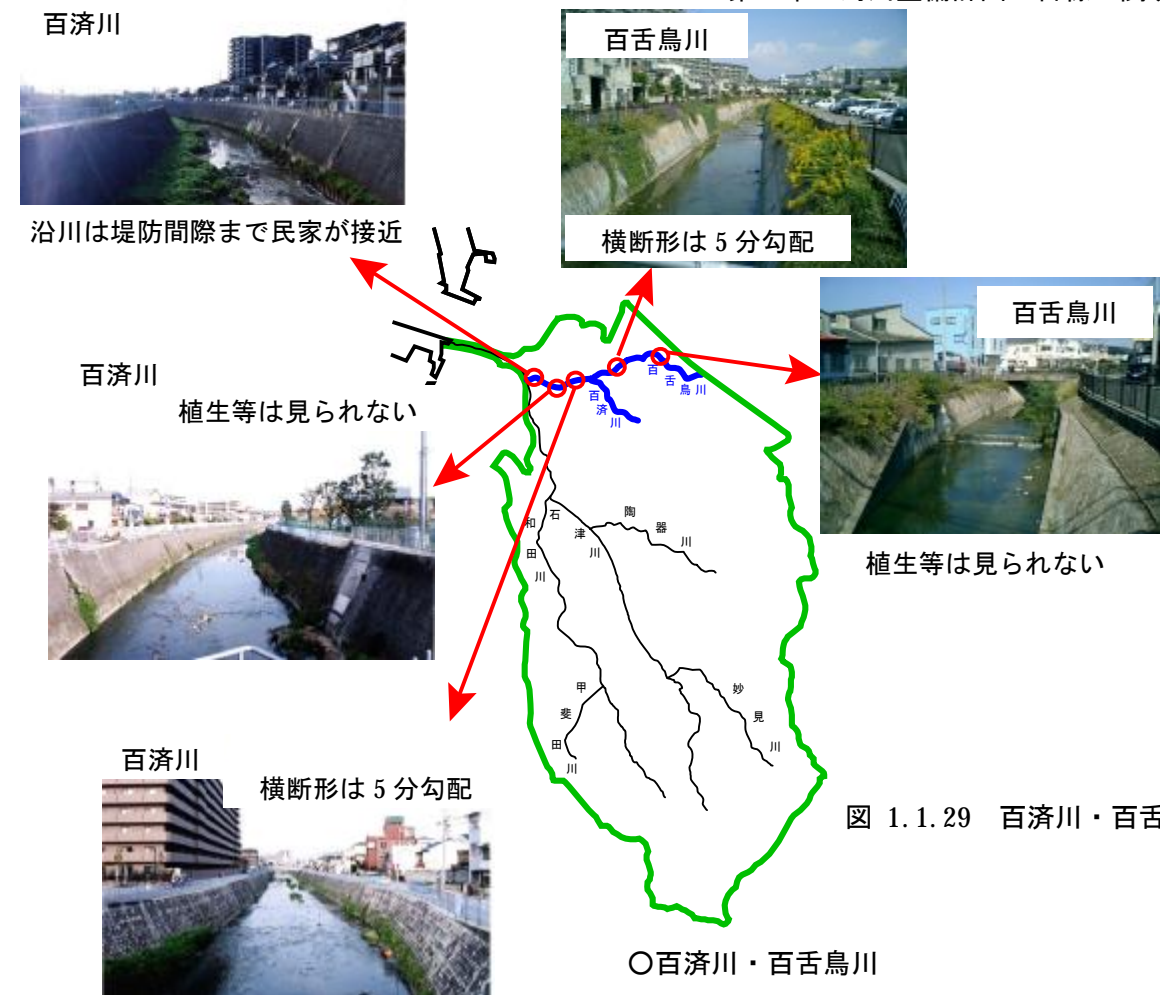 百済川
百舌鳥川
横断形は 5 分勾配
沿川は堤防間際まで民家が接近
百舌鳥川
植生等は見られない
百済川
植生等は見られない
百舌鳥川
百済川
石津川
和田川
陶器川
甲斐田川
妙見川
百済川
横断形は 5 分勾配
図 1.1.29 百済川・百舌
〇百済川・百舌鳥川